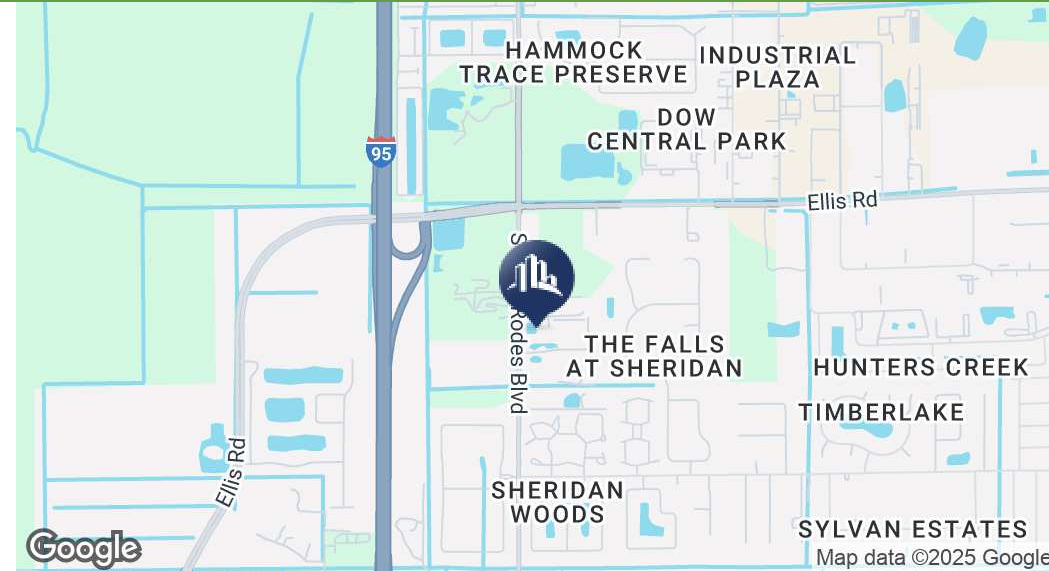 HAMMOCK
TRACE PRESERVE
INDUSTRIAL
PLAZA
DOW
CENTRAL PARK
95
Ellis Rd
S
Rodes Blvd
THE FALLS
AT SHERIDAN
HUNTERS CREEK
TIMBERLAKE
Ellis Rd
SHERIDAN
WOODS
SYLVAN ESTATES
Google
Map data ©2025 Google